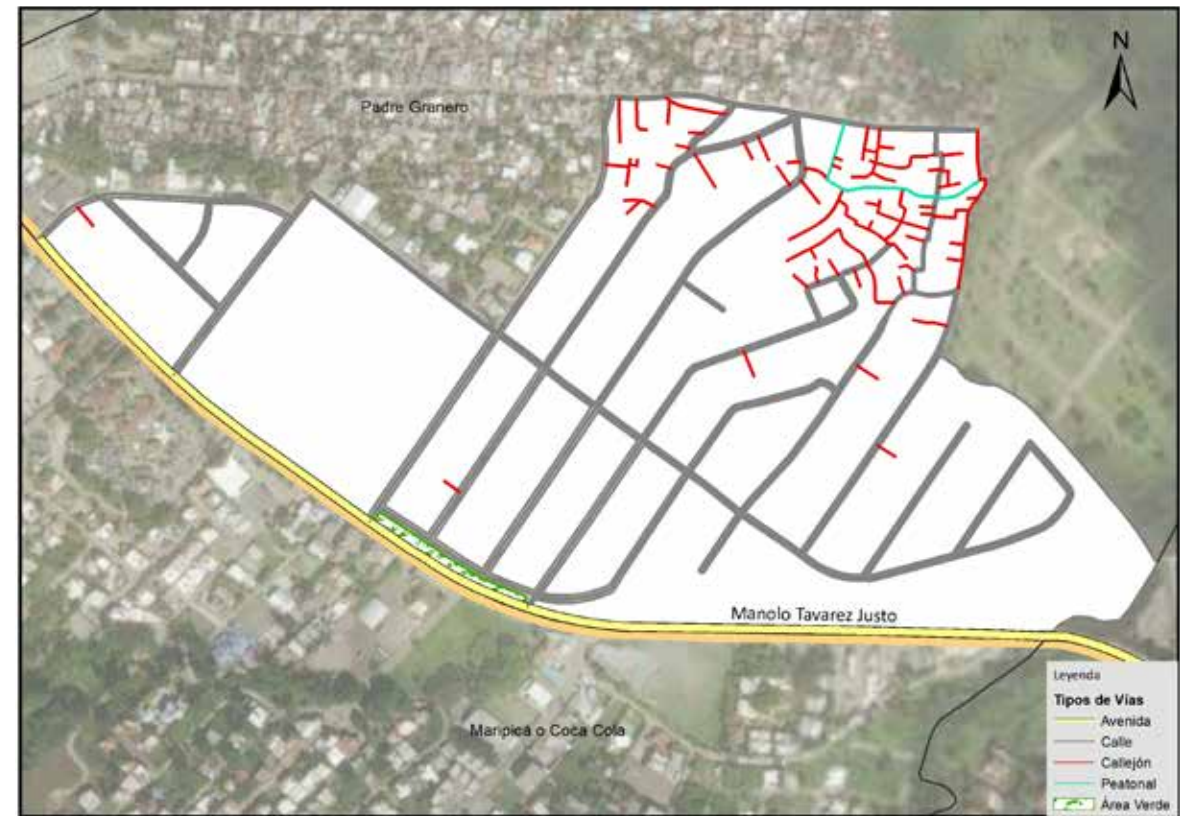 N
Padre Granero
Manolo Tavarez Justo
Maripicá o Coca Cola
Leyenda
Tipos de Vías
Avenida
Calle
Callejón
Peatonal
Área Verde